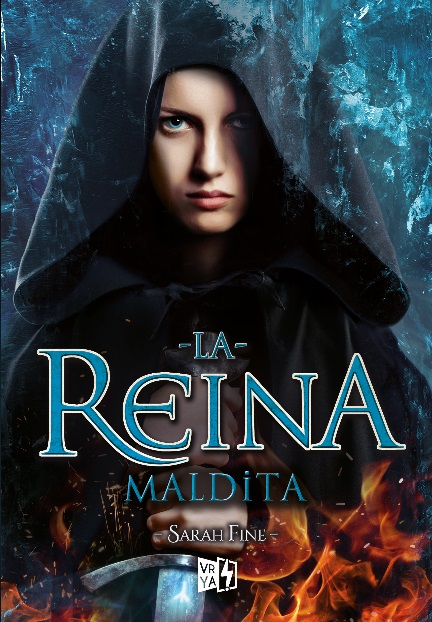 -LA-
REINA
MALDiTA
- SARAH FINE -
VR
YA